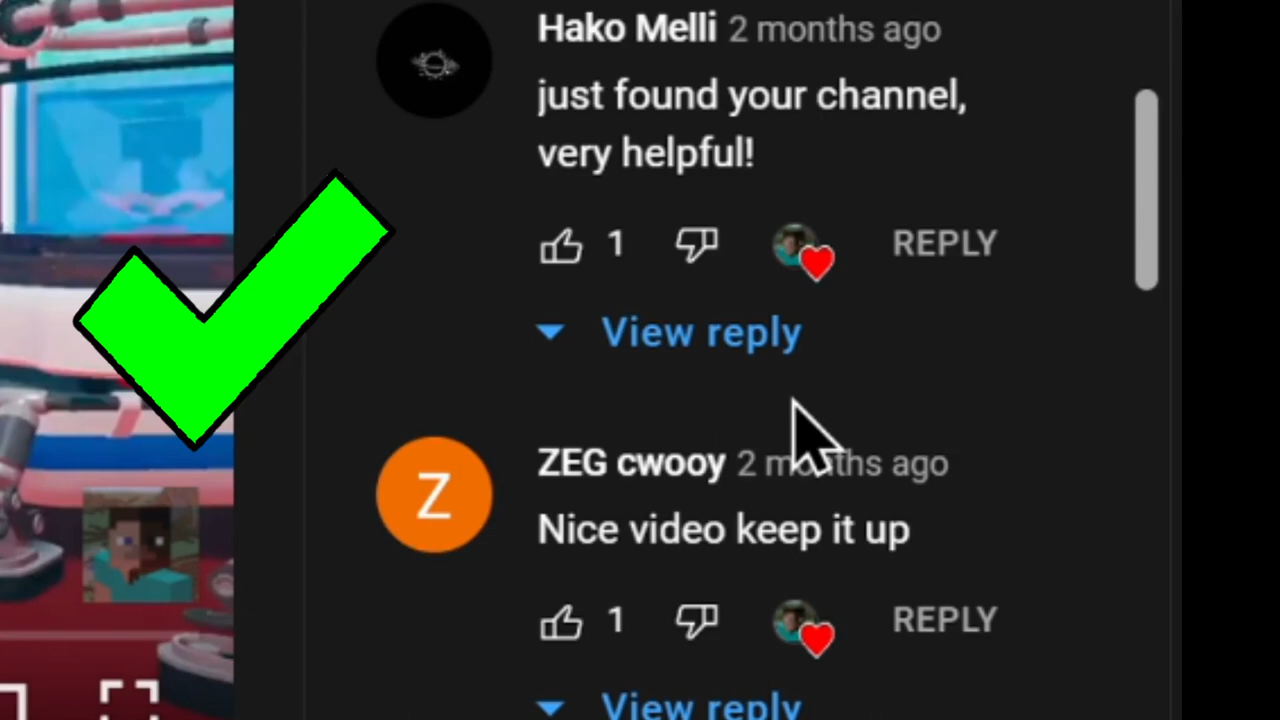 Hako Melli 2 months ago
just found your channel,
very helpful!
1 REPLY
View reply
Z
ZEG cwooy 2 months ago
Nice video keep it up
1 REPLY
View reply